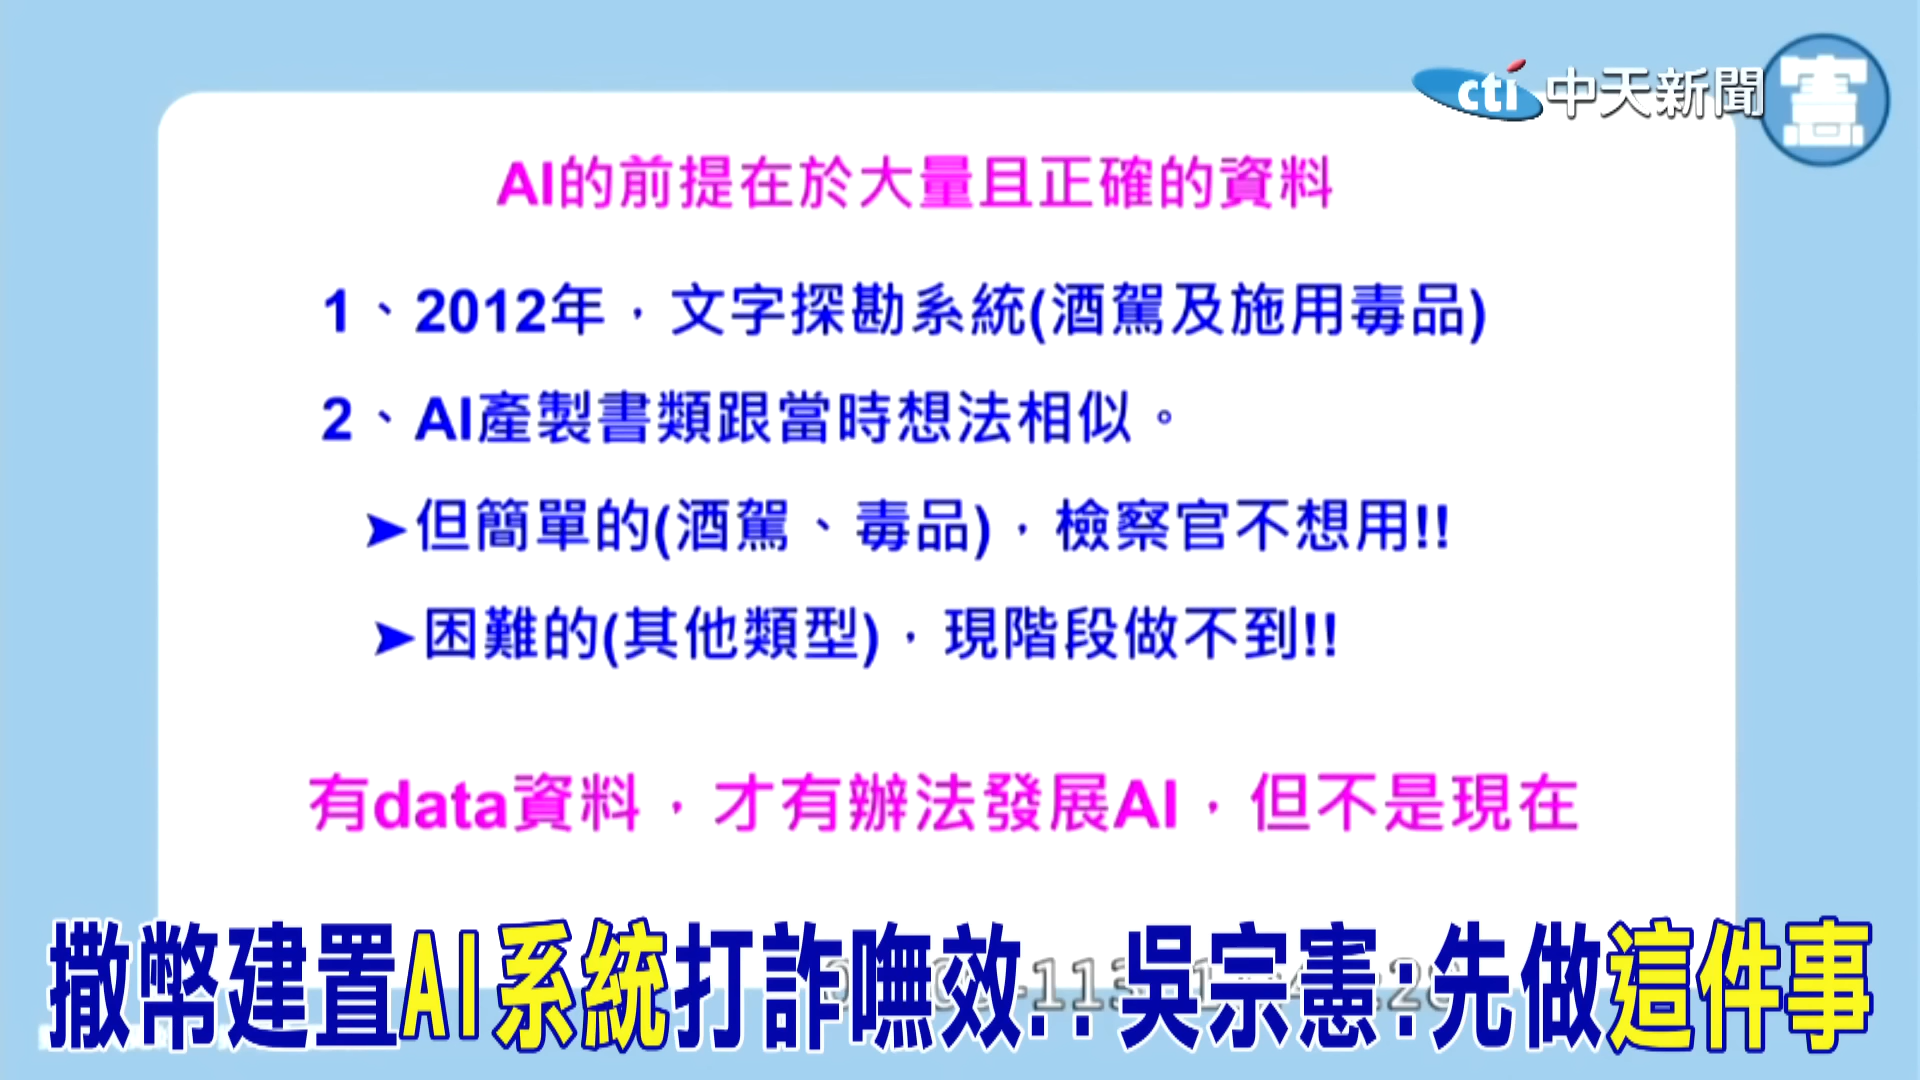 cti 中天新聞
憲
AI的前提在於大量且正確的資料
1、2012年，文字探勘系統(酒駕及施用毒品)
2、AI產製書類跟當時想法相似。
➤但簡單的(酒駕、毒品)，檢察官不想用!!
➤困難的(其他類型)，現階段做不到!!
有data資料，才有辦法發展AI，但不是現在
撒幣建置AI系統打詐嘸效..吳宗憲:先做這件事